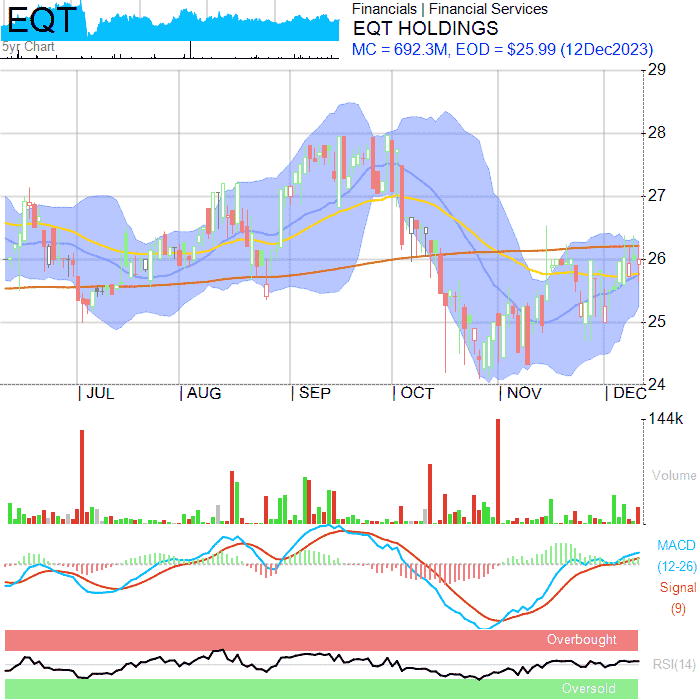 EQT
5yr Chart
Financials | Financial Services
EQT HOLDINGS
MC = 692.3M, EOD = $25.99 (12Dec2023)
29
28
27
26
25
24
| JUL | AUG | SEP | OCT | NOV | DEC
144k
Volume
MACD
(12-26)
Signal
(9)
Overbought
RSI(14)
Oversold